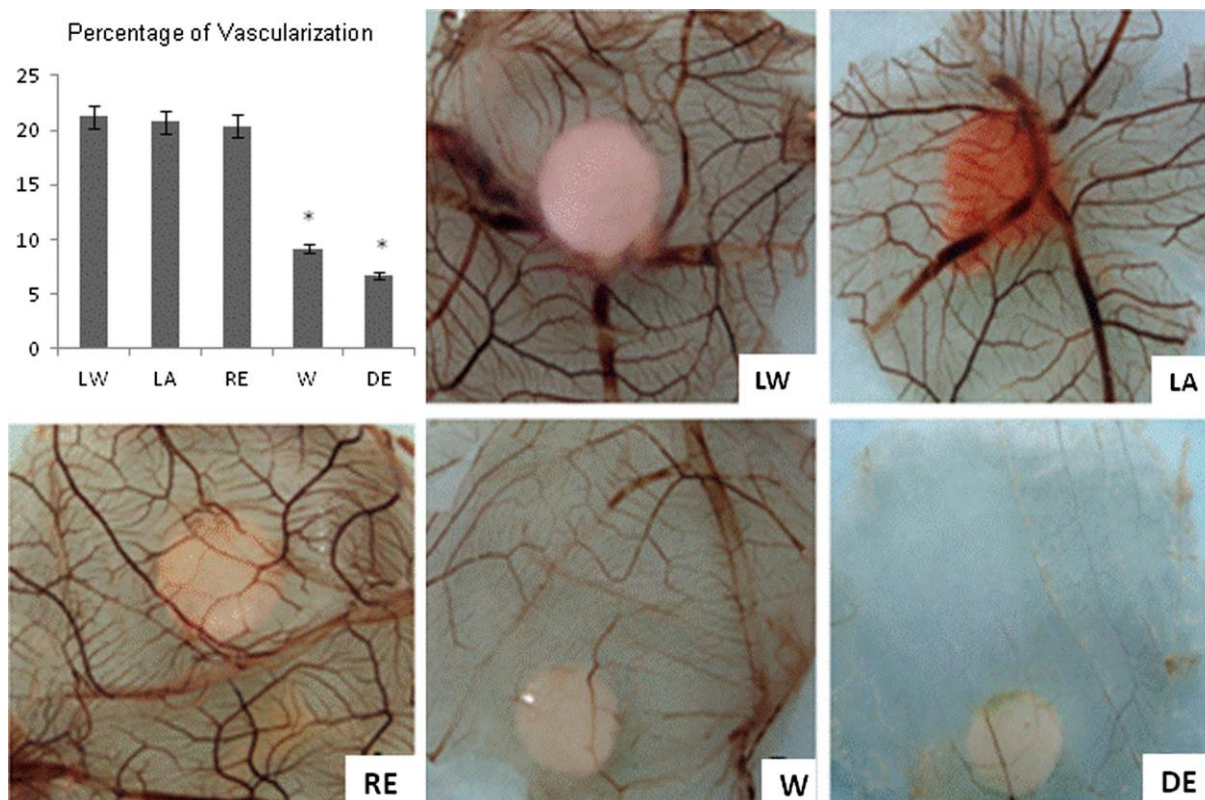 Percentage of Vascularization
25
20
15
10
5
0
*
*
LW LA RE W DE
LW
LA
RE
W
DE